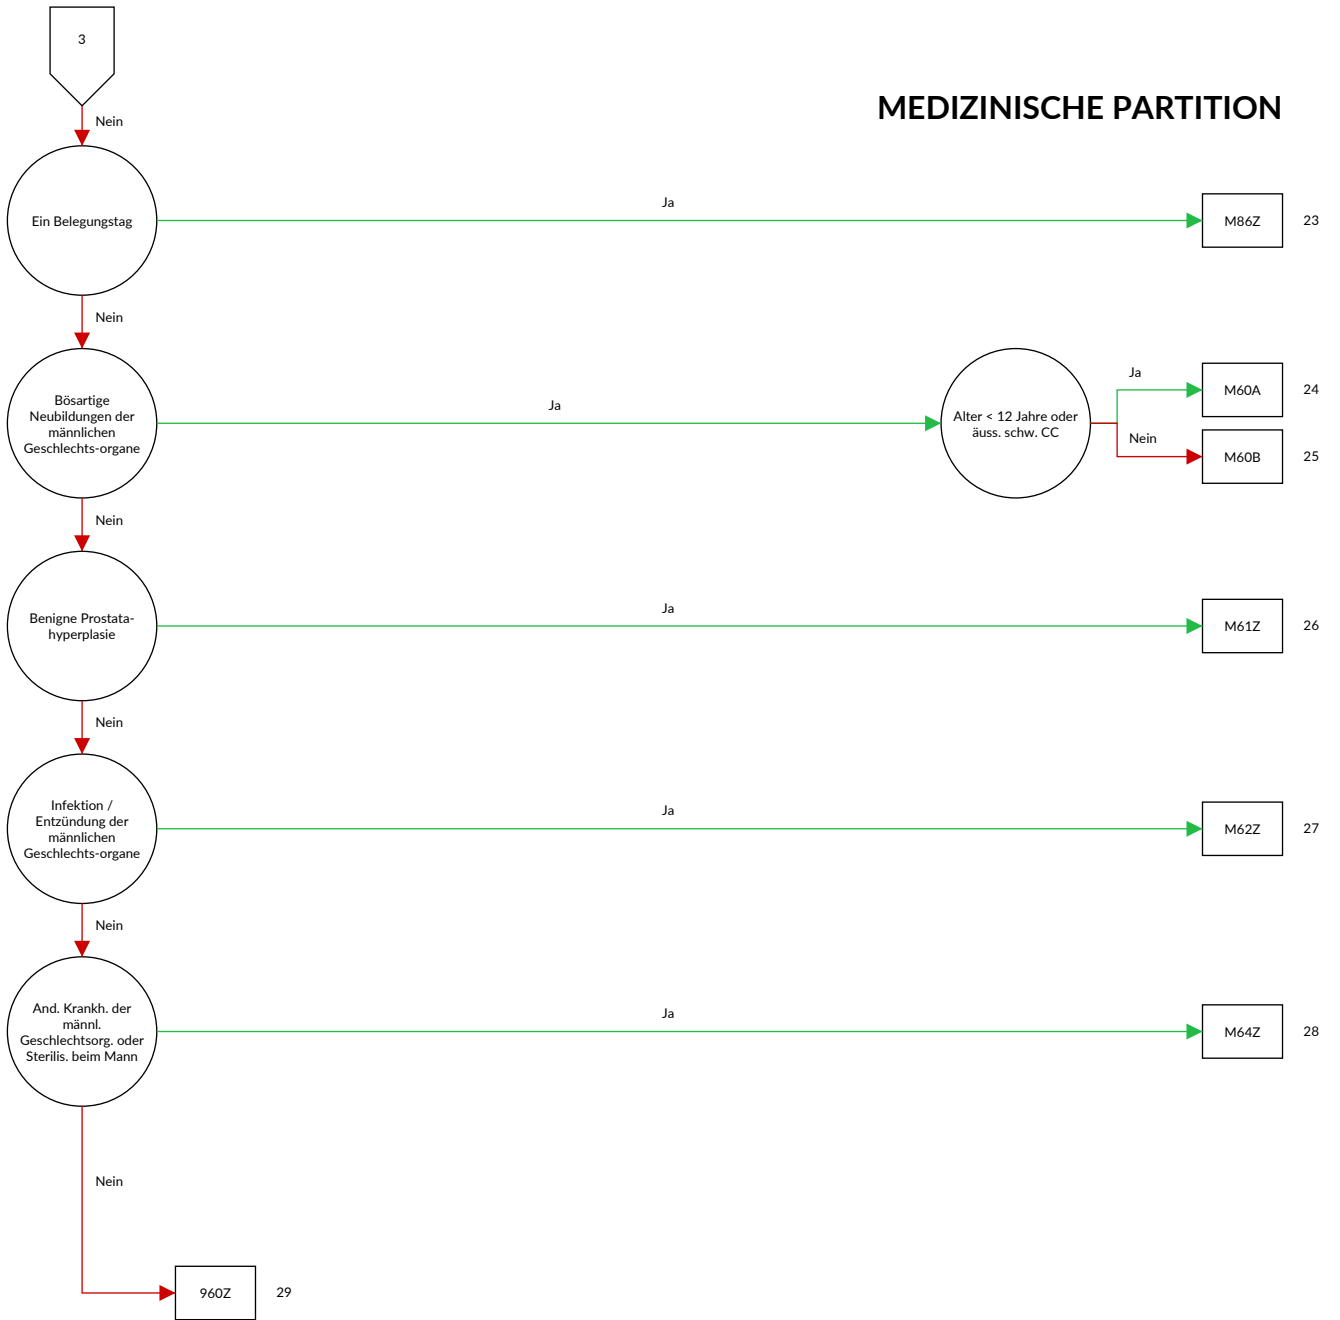 3
MEDIZINISCHE PARTITION
Nein
Ein Belegungstag
Ja
M86Z
23
Nein
Bösartige
Neubildungen der
männlichen
Geschlechts-organe
Ja
Alter < 12 Jahre oder
äuss. schw. CC
Ja
M60A
24
Nein
M60B
25
Nein
Benigne Prostata-
hyperplasie
Ja
M61Z
26
Nein
Infektion /
Entzündung der
männlichen
Geschlechts-organe
Ja
M62Z
27
Nein
And. Krankh. der
männl.
Geschlechtsorg. oder
Sterilis. beim Mann
Ja
M64Z
28
Nein
960Z
29